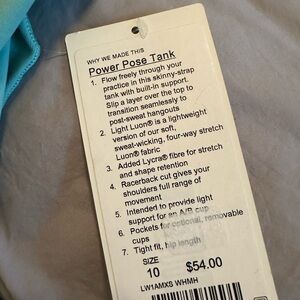 WHY WE MADE THIS
Power Pose Tank
1. Flow freely through your
practice in this skinny-strap
tank with built-in support.
Slip a layer over the top to
transition seamlessly to
post-sweat hangouts
2. Light Luon® is a lightweight
version of our soft,
sweat-wicking, four-way stretch
Luon® fabric
3. Added Lycra® fibre for stretch
and shape retention
4. Racerback cut gives your
shoulders full range of
movement
5. Intended to provide light
support for an A/B cup
6. Pockets for optional, removable
cups
7. Tight fit, hip length
SIZE
10 $54.00
LW1AMXS WHMH